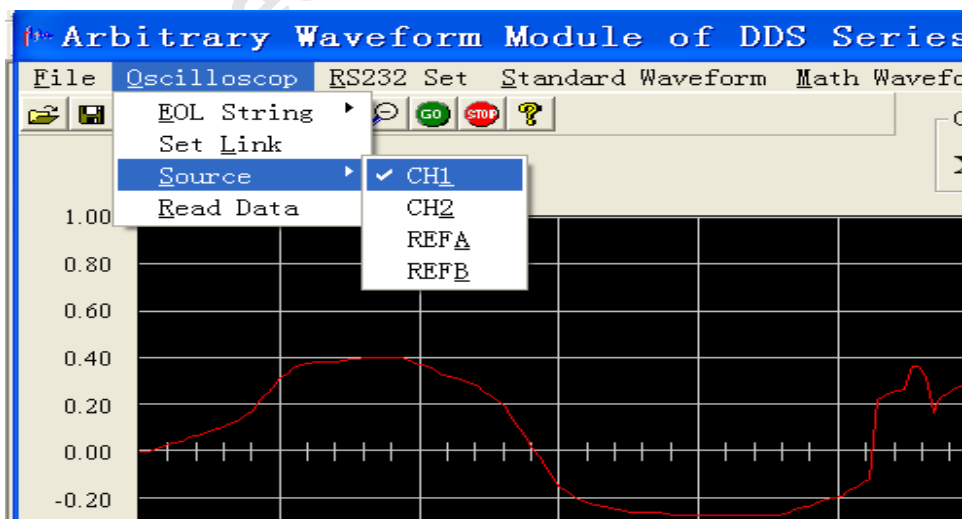 Arbitrary Waveform Module of DDS Series
File Oscilloscop RS232 Set Standard Waveform Math Wavefo
GO STOP ?
EOL String
Set Link
Source
Read Data
CH1
CH2
REFA
REFB
1.00
0.80
0.60
0.40
0.20
0.00
-0.20